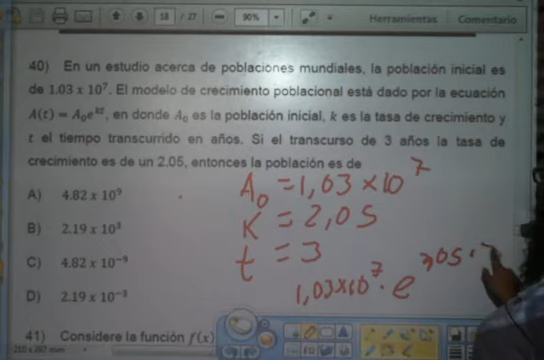 18 / 27
90%
Herramientas
Comentario
40) En un estudio acerca de poblaciones mundiales, la población inicial es
de 1.03 x 10⁷. El modelo de crecimiento poblacional está dado por la ecuación
A(t) = A₀eᵏᵗ, en donde A₀ es la población inicial, k es la tasa de crecimiento y
t el tiempo transcurrido en años. Si el transcurso de 3 años la tasa de
crecimiento es de un 2.05, entonces la población es de
A) 4.82 x 10⁹
B) 2.19 x 10³
C) 4.82 x 10⁻⁹
D) 2.19 x 10⁻³
A₀ = 1,03 × 10⁷
K = 2,05
t = 3
1,03×10⁷ · e
41) Considere la función f(x)